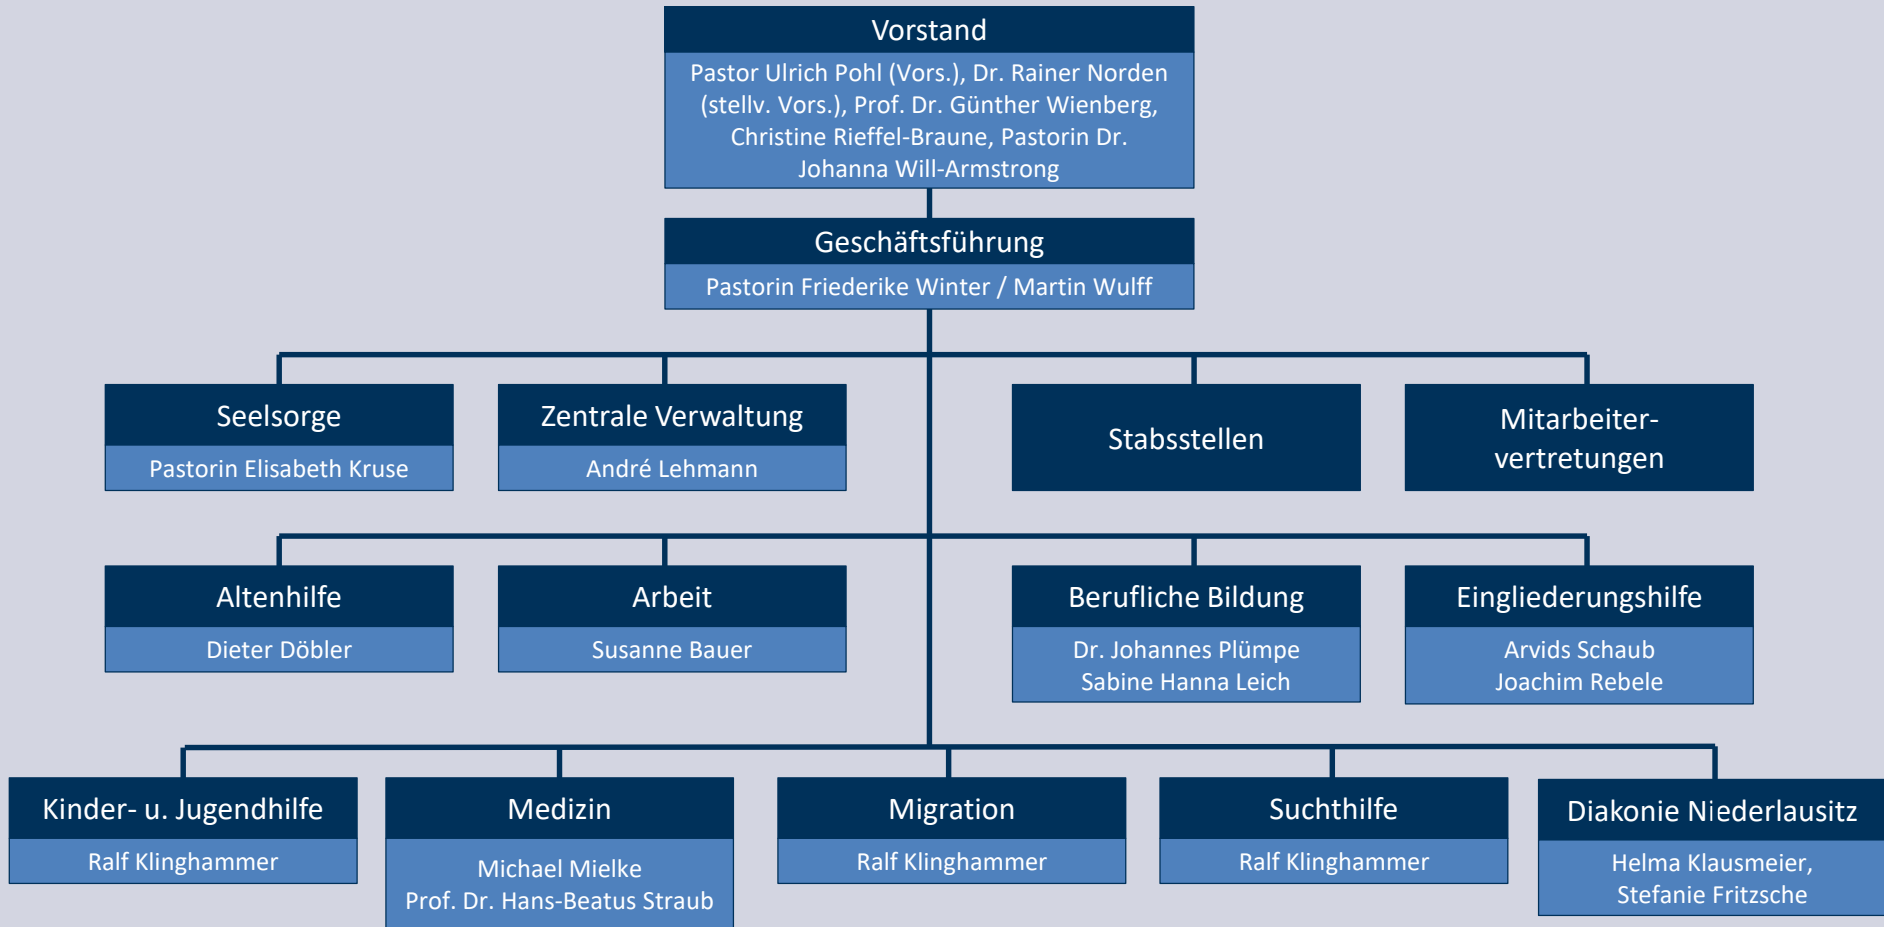 Vorstand
Pastor Ulrich Pohl (Vors.), Dr. Rainer Norden
(stellv. Vors.), Prof. Dr. Günther Wienberg,
Christine Rieffel-Braune, Pastorin Dr.
Johanna Will-Armstrong
Geschäftsführung
Pastorin Friederike Winter / Martin Wulff
Seelsorge
Pastorin Elisabeth Kruse
Zentrale Verwaltung
André Lehmann
Stabsstellen
Mitarbeiter-
vertretungen
Altenhilfe
Dieter Döbler
Arbeit
Susanne Bauer
Berufliche Bildung
Dr. Johannes Plümpe
Sabine Hanna Leich
Eingliederungshilfe
Arvids Schaub
Joachim Rebele
Kinder- u. Jugendhilfe
Ralf Klinghammer
Medizin
Michael Mielke
Prof. Dr. Hans-Beatus Straub
Migration
Ralf Klinghammer
Suchthilfe
Ralf Klinghammer
Diakonie Niederlausitz
Helma Klausmeier,
Stefanie Fritzsche